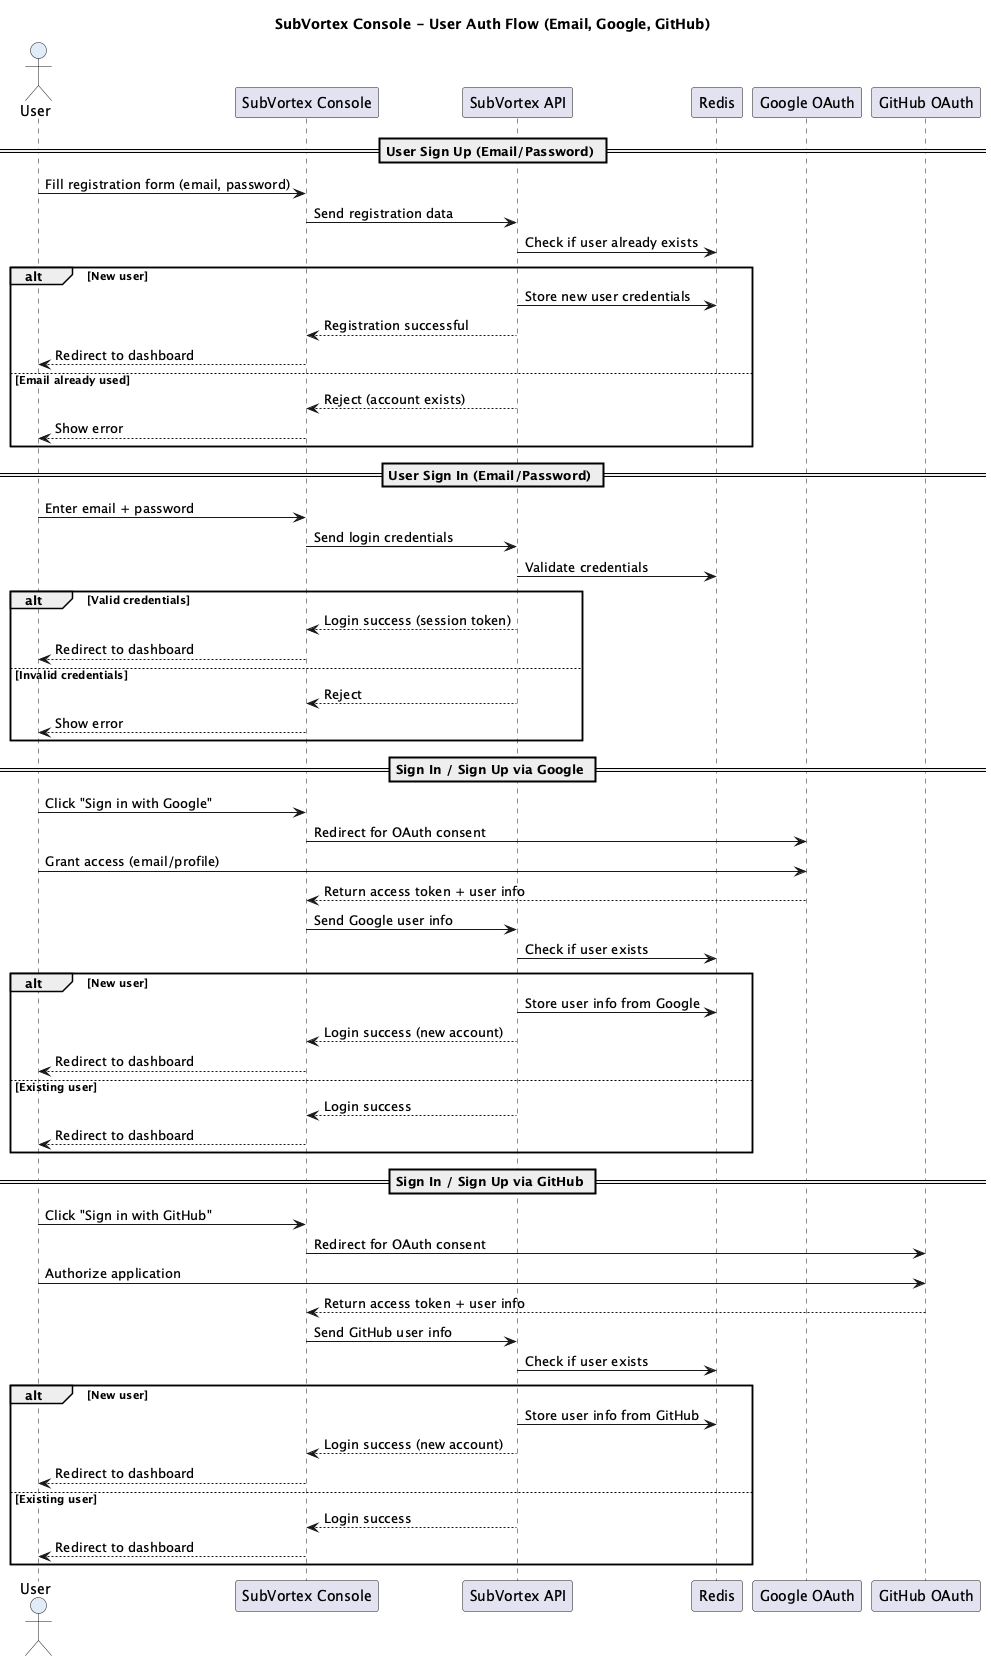 SubVortex Console – User Auth Flow (Email, Google, GitHub)
User
SubVortex Console
SubVortex API
Redis
Google OAuth
GitHub OAuth
User Sign Up (Email/Password)
Fill registration form (email, password)
Send registration data
Check if user already exists
alt
[New user]
Store new user credentials
Registration successful
Redirect to dashboard
[Email already used]
Reject (account exists)
Show error
User Sign In (Email/Password)
Enter email + password
Send login credentials
Validate credentials
alt
[Valid credentials]
Login success (session token)
Redirect to dashboard
[Invalid credentials]
Reject
Show error
Sign In / Sign Up via Google
Click "Sign in with Google"
Redirect for OAuth consent
Grant access (email/profile)
Return access token + user info
Send Google user info
Check if user exists
alt
[New user]
Store user info from Google
Login success (new account)
Redirect to dashboard
[Existing user]
Login success
Redirect to dashboard
Sign In / Sign Up via GitHub
Click "Sign in with GitHub"
Redirect for OAuth consent
Authorize application
Return access token + user info
Send GitHub user info
Check if user exists
alt
[New user]
Store user info from GitHub
Login success (new account)
Redirect to dashboard
[Existing user]
Login success
Redirect to dashboard
User
SubVortex Console
SubVortex API
Redis
Google OAuth
GitHub OAuth